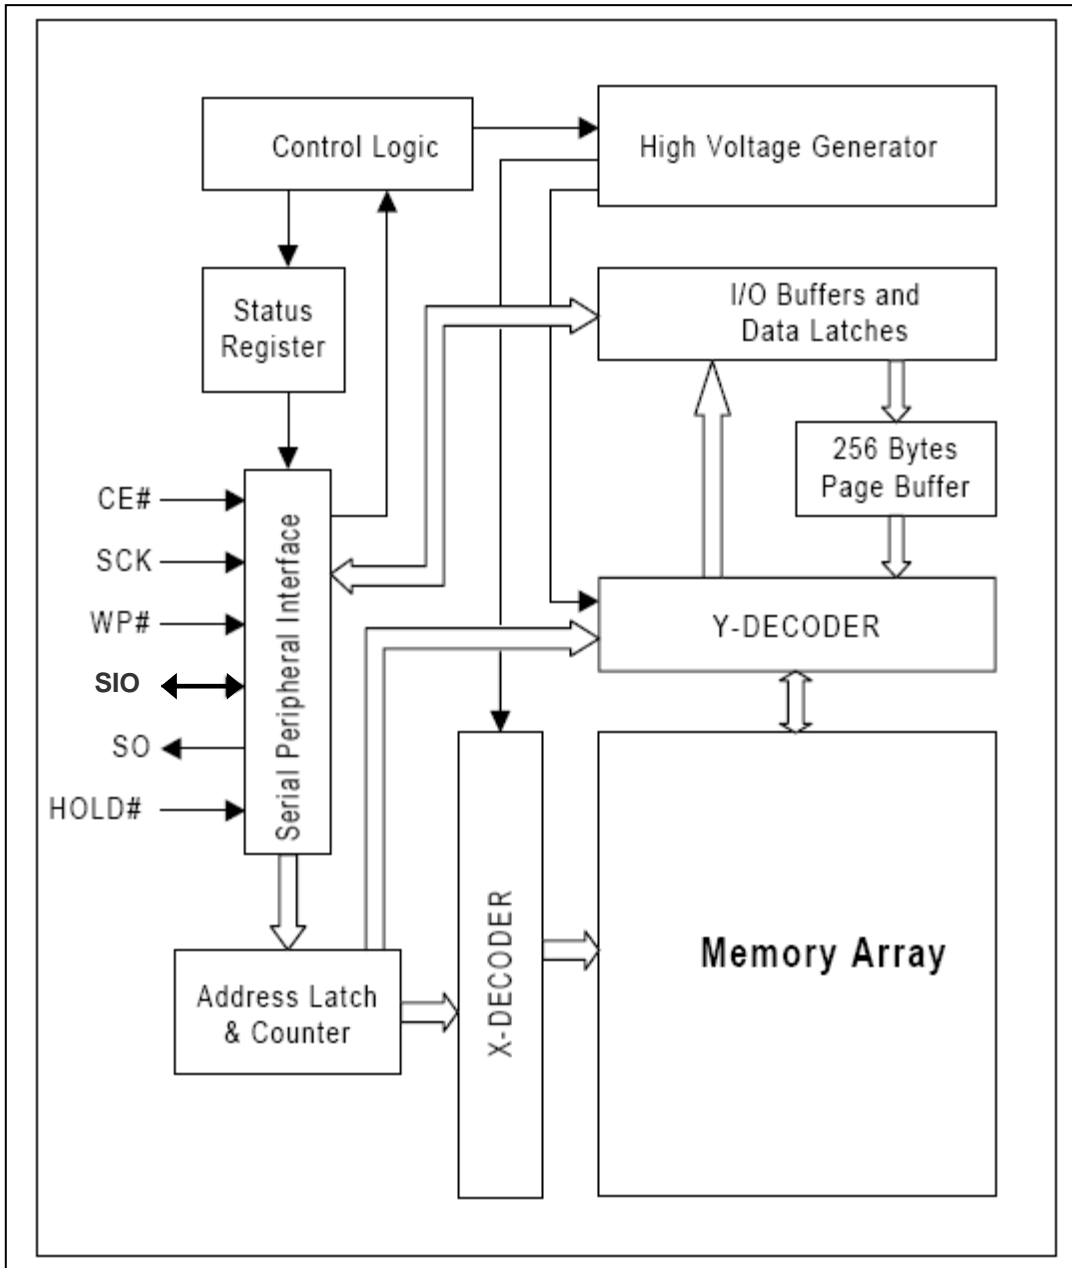 Control Logic
High Voltage Generator
Status
Register
I/O Buffers and
Data Latches
256 Bytes
Page Buffer
CE#
SCK
WP#
SIO
SO
HOLD#
Serial Peripheral Interface
Y-DECODER
X-DECODER
Memory Array
Address Latch
& Counter